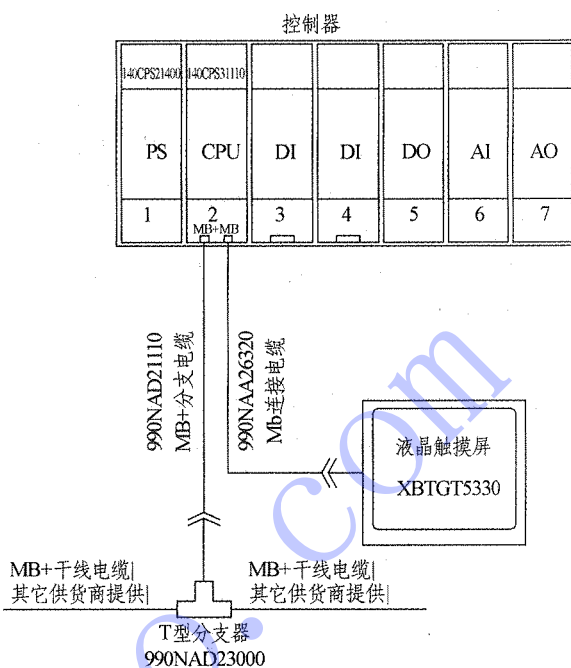 控制器
140CPS21400
140CPS31110
PS
CPU
DI
DI
DO
AI
AO
1
2
3
4
5
6
7
MB+MB
990NAD21110
MB+分支电缆
990NAA26320
Mb连接电缆
液晶触摸屏
XBTGT5330
MB+干线电缆
其它供货商提供
MB+干线电缆
其它供货商提供
T型分支器
990NAD23000
.com